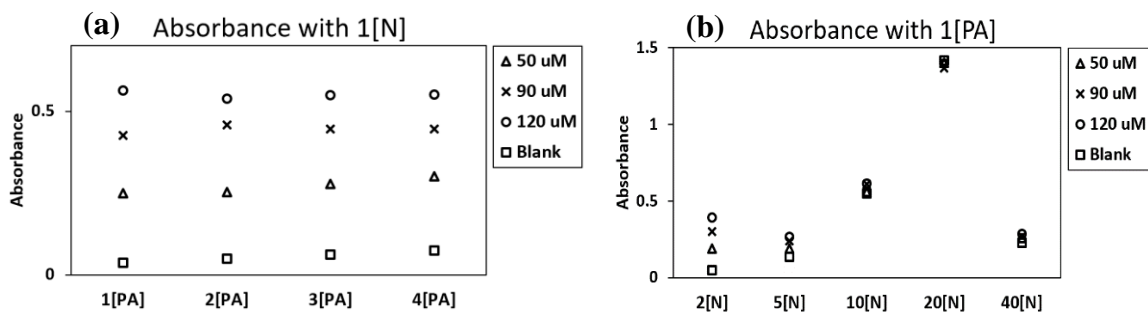 (a) Absorbance with 1[N]
Absorbance
0.5
0
1[PA] 2[PA] 3[PA] 4[PA]
50 uM
90 uM
120 uM
Blank
(b) Absorbance with 1[PA]
Absorbance
1.5
1
0.5
0
2[N] 5[N] 10[N] 20[N] 40[N]
50 uM
90 uM
120 uM
Blank